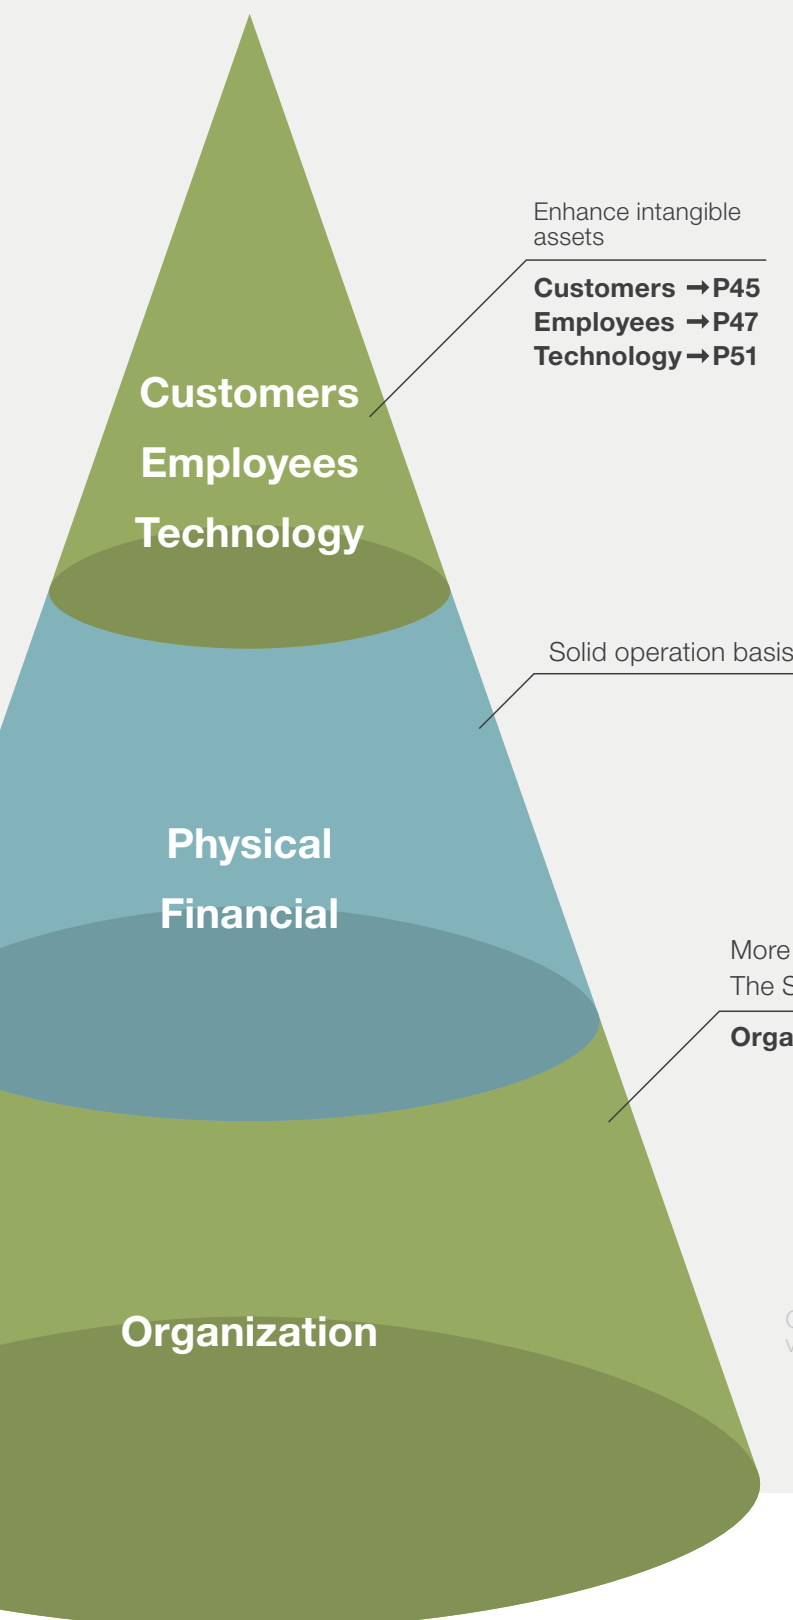 Enhance intangible
assets
Customers ➞P45
Employees ➞P47
Technology➞P51
Customers
Employees
Technology
Solid operation basis
Physical
Financial
More
The
Organization